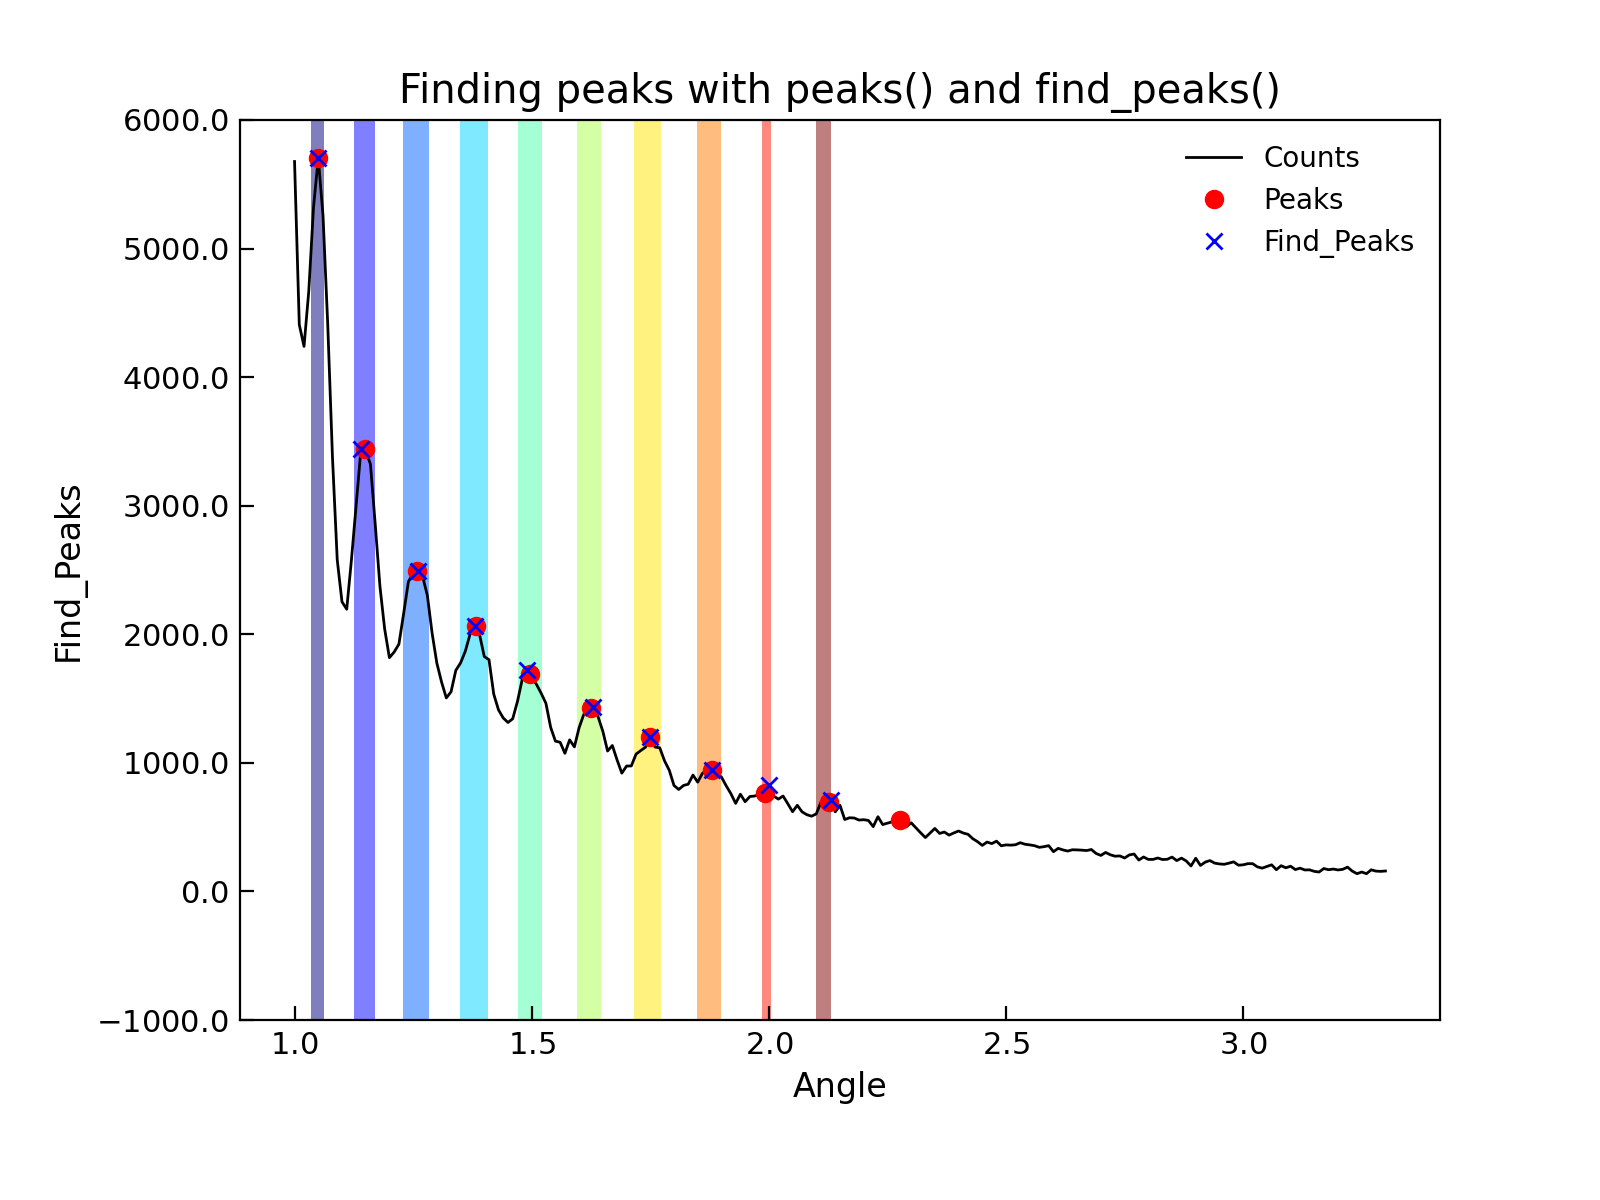 Finding peaks with peaks() and find_peaks()
6000.0
5000.0
4000.0
3000.0
2000.0
1000.0
0.0
−1000.0
Find_Peaks
Counts
Peaks
Find_Peaks
1.0 1.5 2.0 2.5 3.0
Angle